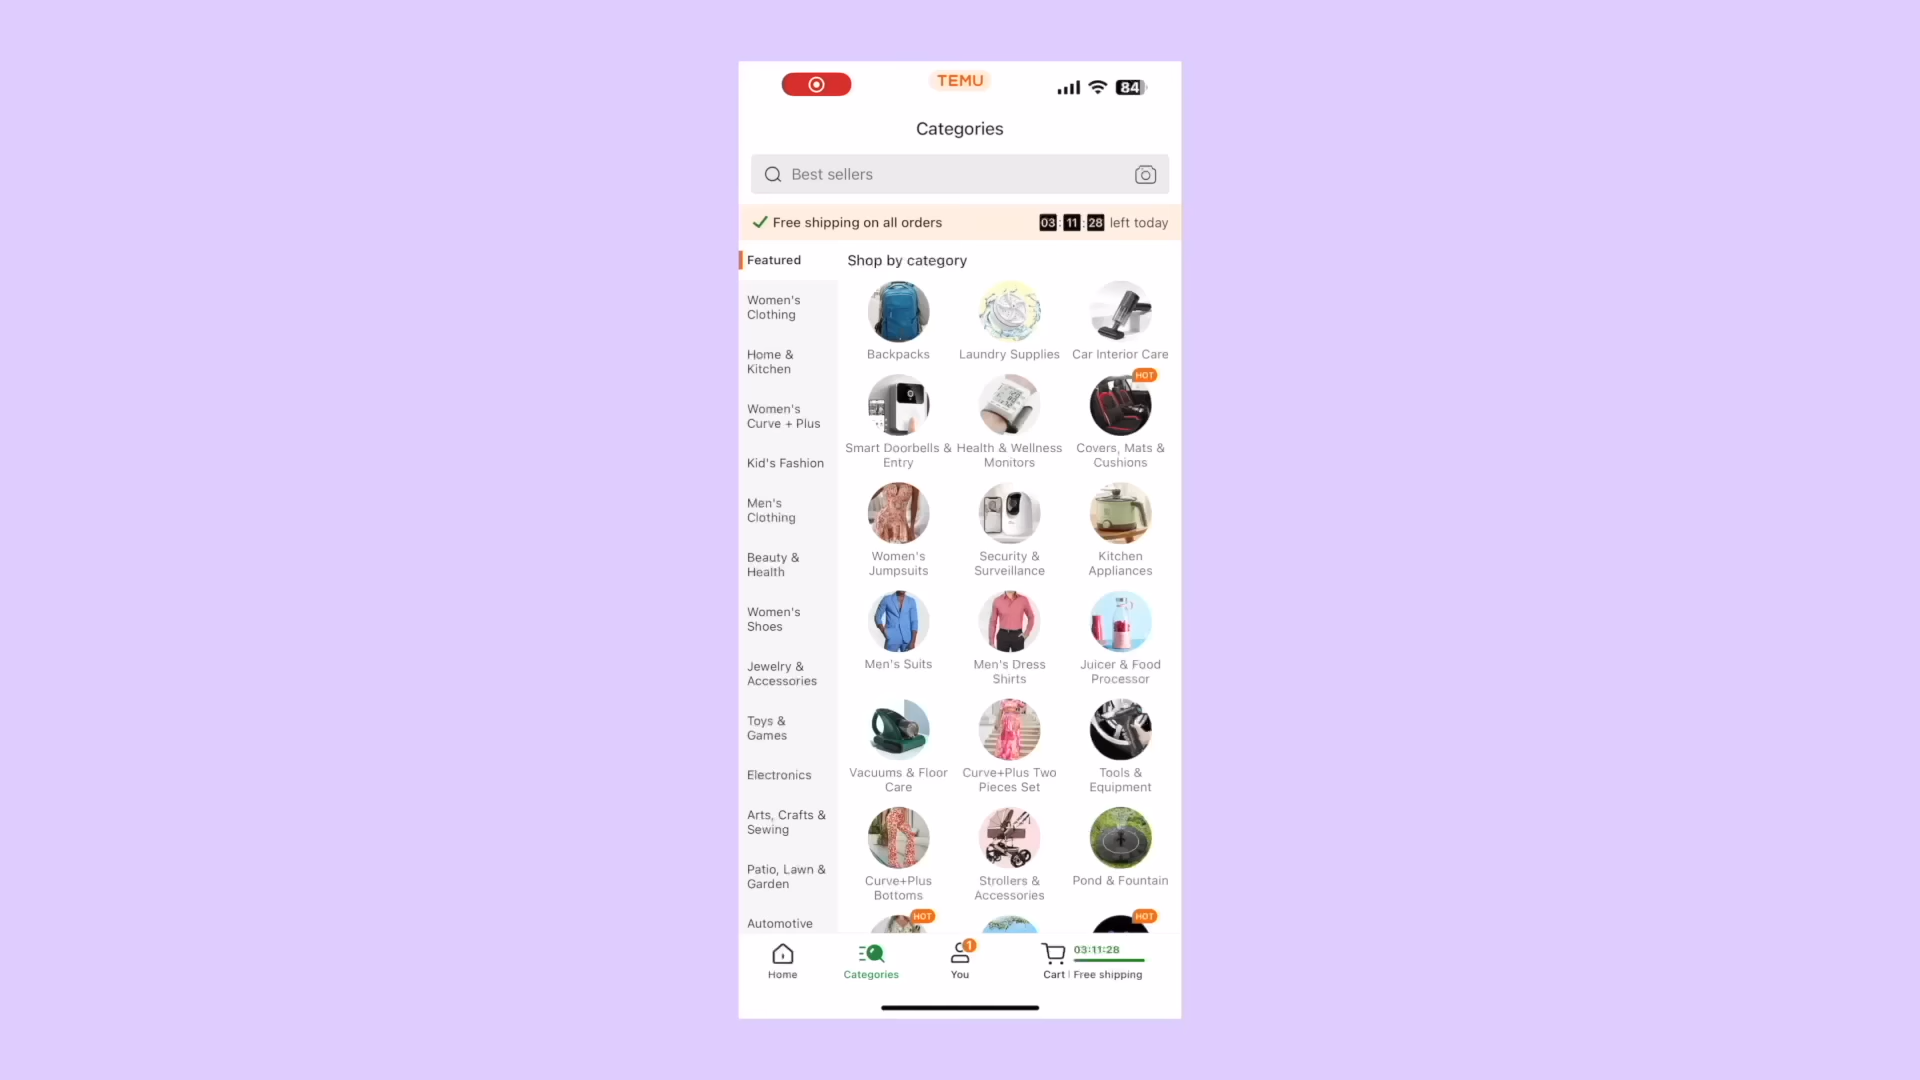 TEMU
84
Categories
Best sellers
Free shipping on all orders
03:11:28 left today
Featured
Women's
Clothing
Home &
Kitchen
Women's
Curve + Plus
Kid's Fashion
Men's
Clothing
Beauty &
Health
Women's
Shoes
Jewelry &
Accessories
Toys &
Games
Electronics
Arts, Crafts &
Sewing
Patio, Lawn &
Garden
Automotive
Shop by category
Backpacks
Laundry Supplies
Car Interior Care
Smart Doorbells &
Entry
Health & Wellness
Monitors
HOT
Covers, Mats &
Cushions
Women's
Jumpsuits
Security &
Surveillance
Kitchen
Appliances
Men's Suits
Men's Dress
Shirts
Juicer & Food
Processor
Vacuums & Floor
Care
Curve+Plus Two
Pieces Set
Tools &
Equipment
Curve+Plus
Bottoms
Strollers &
Accessories
Pond & Fountain
HOT
HOT
Home
Categories
1
You
03:11:28
Cart | Free shipping